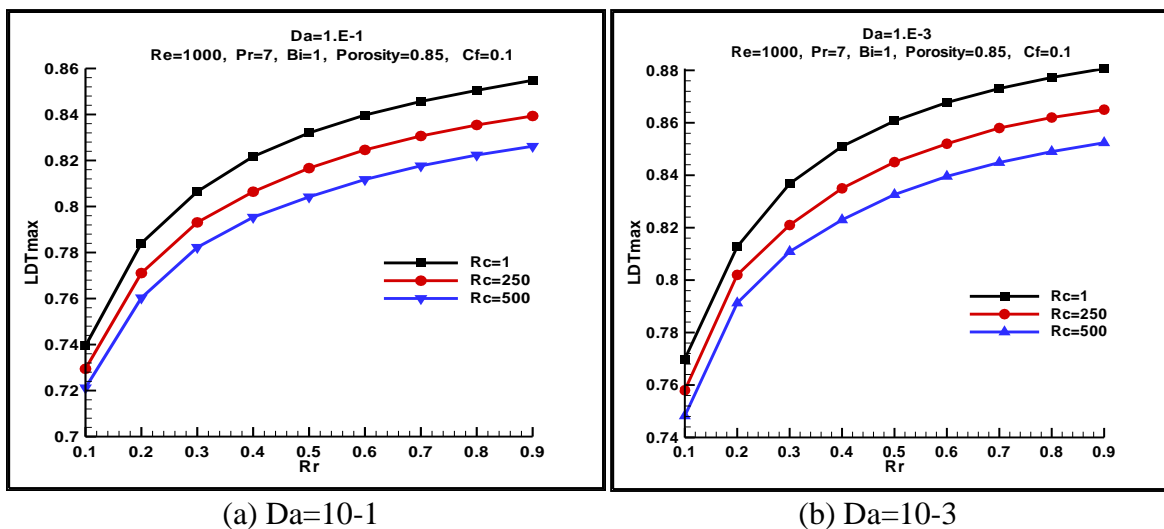 Da=1.E-1
Re=1000, Pr=7, Bi=1, Porosity=0.85, Cf=0.1
LDTmax
0.86
0.84
0.82
0.8
0.78
0.76
0.74
0.72
0.7
Rc=1
Rc=250
Rc=500
0.1 0.2 0.3 0.4 0.5 0.6 0.7 0.8 0.9
Rr
(a) Da=10-1
Da=1.E-3
Re=1000, Pr=7, Bi=1, Porosity=0.85, Cf=0.1
LDTmax
0.88
0.86
0.84
0.82
0.8
0.78
0.76
0.74
Rc=1
Rc=250
Rc=500
0.1 0.2 0.3 0.4 0.5 0.6 0.7 0.8 0.9
Rr
(b) Da=10-3